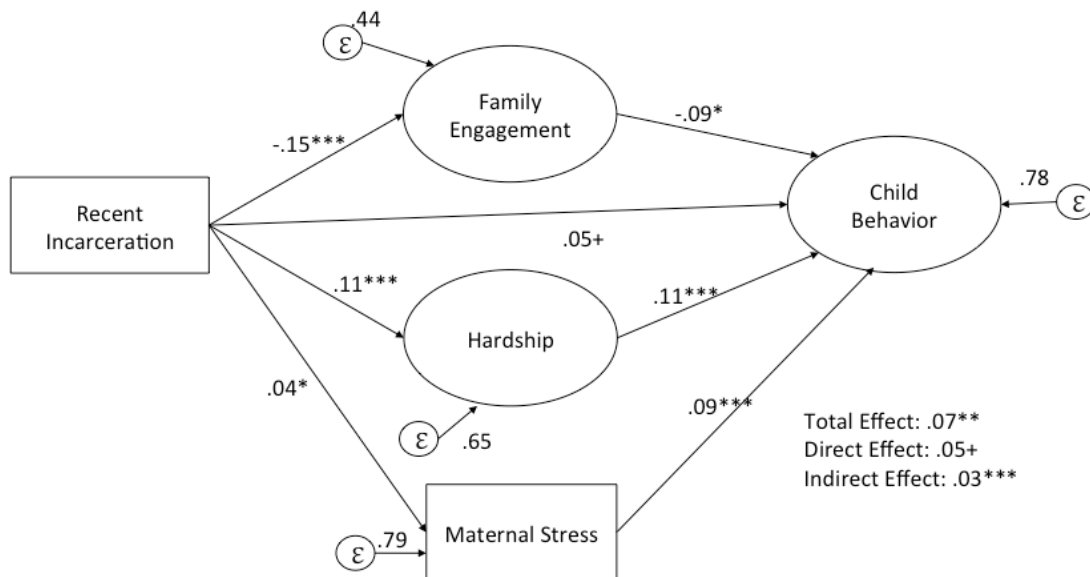 .44
ε
Family
Engagement
-.09*
-.15***
Child
Behavior
.78
ε
Recent
Incarceration
.05+
.11***
.11***
Hardship
.04*
.09***
ε
.65
Total Effect: .07**
Direct Effect: .05+
Indirect Effect: .03***
.79
ε
Maternal Stress